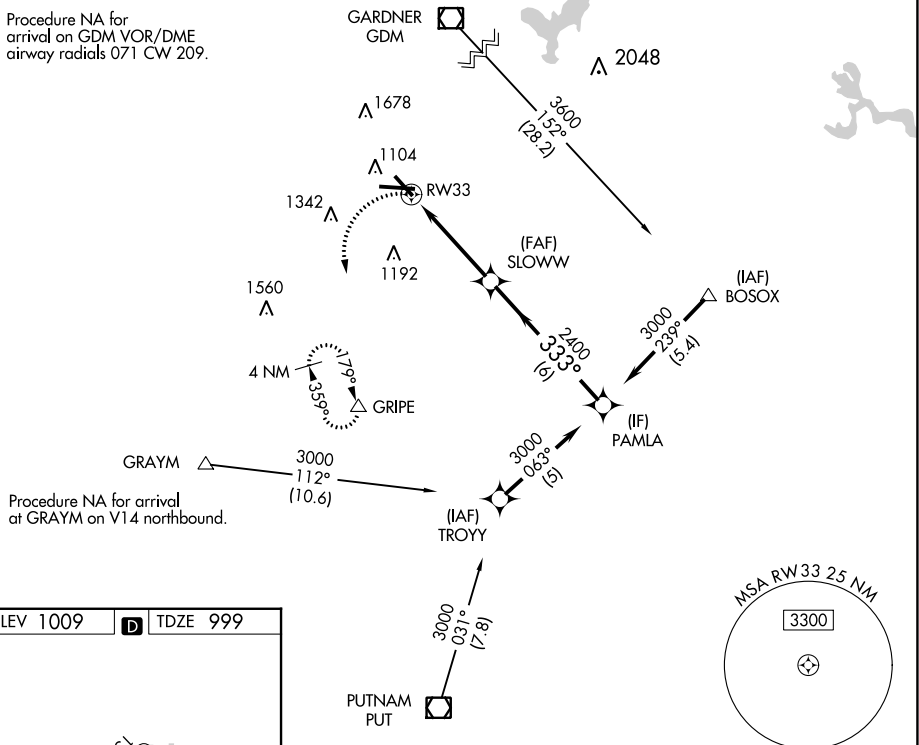 Procedure NA for
arrival on GDM VOR/DME
airway radials 071 CW 209.
GARDNER
GDM
2048
3600
152°
(28.2)
1678
1104
RW33
1342
1192
(FAF)
SLOWW
(IAF)
BOSOX
1560
3000
239°
(5.4)
2400
333°
(6)
4 NM
179°
359°
GRIPE
(IF)
PAMLA
GRAYM
3000
112°
(10.6)
3000
063°
(5)
Procedure NA for arrival
at GRAYM on V14 northbound.
(IAF)
TROYY
3000
031°
(7.8)
MSA RW33 25 NM
3300
LEV 1009
D
TDZE 999
PUTNAM
PUT